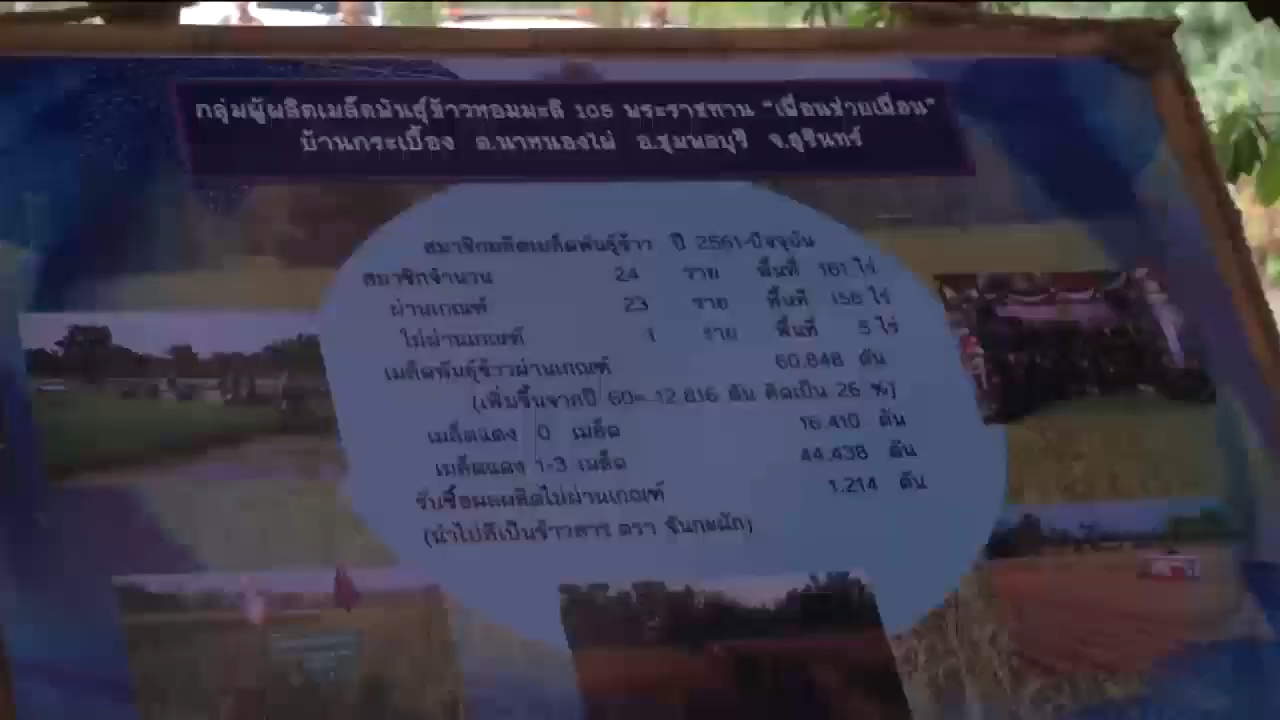 กลุ่มผู้ผลิตเมล็ดพันธุ์ข้าวหอมมะลิ 105 พระราชทาน "เพื่อนช่วยเพื่อน"
บ้านกระเบื้อง ต.นาหนองไผ่ อ.ชุมพลบุรี จ.สุรินทร์
สมาชิกผลิตเมล็ดพันธุ์ข้าว ปี 2561-ปัจจุบัน
สมาชิกจำนวน 24 ราย พื้นที่ 161 ไร่
ผ่านเกณฑ์ 23 ราย พื้นที่ 156 ไร่
ไม่ผ่านเกณฑ์ 1 ราย พื้นที่ 5 ไร่
เมล็ดพันธุ์ข้าวผ่านเกณฑ์ 60.848 ตัน
(เพิ่มขึ้นจากปี 60= 12.816 ตัน คิดเป็น 26 %)
เมล็ดแดง 0 เมล็ด 16.410 ตัน
เมล็ดแดง 1-3 เมล็ด 44.438 ตัน
รับซื้อผลผลิตไม่ผ่านเกณฑ์ 1.214 ตัน
(นำไปสีเป็นข้าวสาร ตรา)